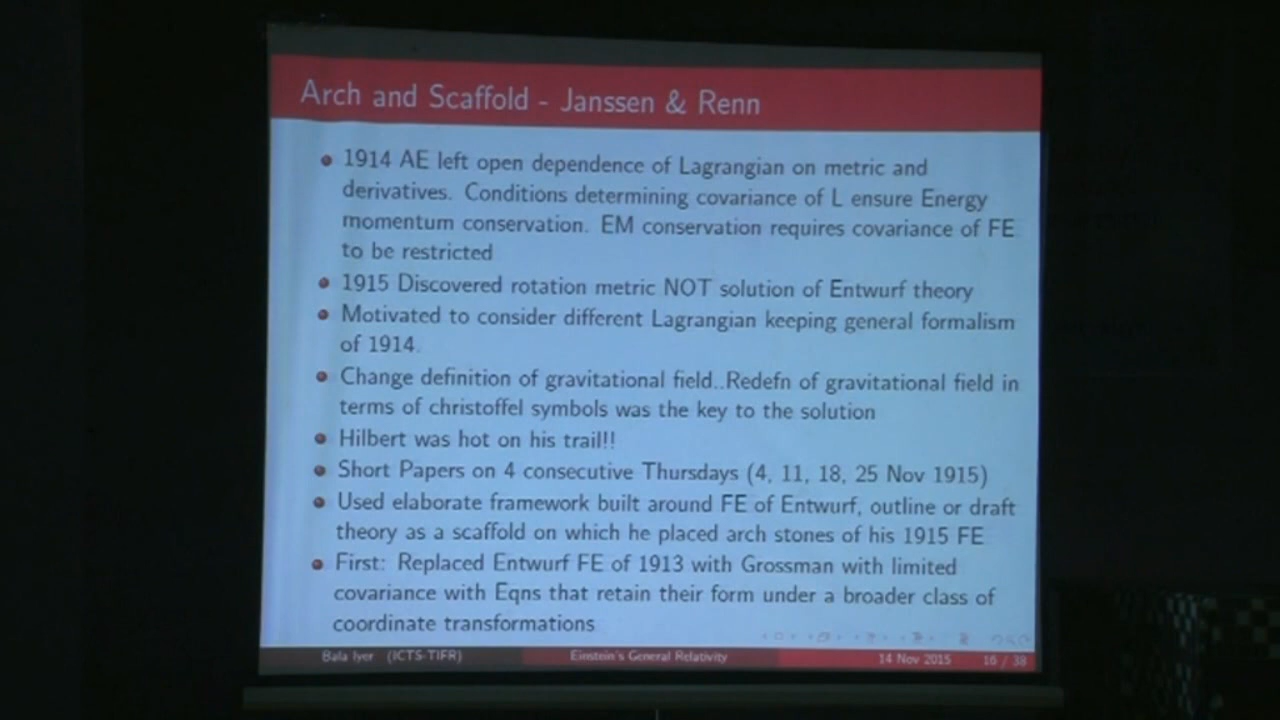 Arch and Scaffold - Janssen & Renn
1914 AE left open dependence of Lagrangian on metric and
derivatives. Conditions determining covariance of L ensure Energy
momentum conservation. EM conservation requires covariance of FE
to be restricted
1915 Discovered rotation metric NOT solution of Entwurf theory
Motivated to consider different Lagrangian keeping general formalism
of 1914.
Change definition of gravitational field..Redefn of gravitational field in
terms of christoffel symbols was the key to the solution
Hilbert was hot on his trail!!
Short Papers on 4 consecutive Thursdays (4, 11, 18, 25 Nov 1915)
Used elaborate framework built around FE of Entwurf, outline or draft
theory as a scaffold on which he placed arch stones of his 1915 FE
First: Replaced Entwurf FE of 1913 with Grossman with limited
covariance with Eqns that retain their form under a broader class of
coordinate transformations
Bala Iyer (ICTS-TIFR) Einstein's General Relativity 14 Nov 2015 16 / 38